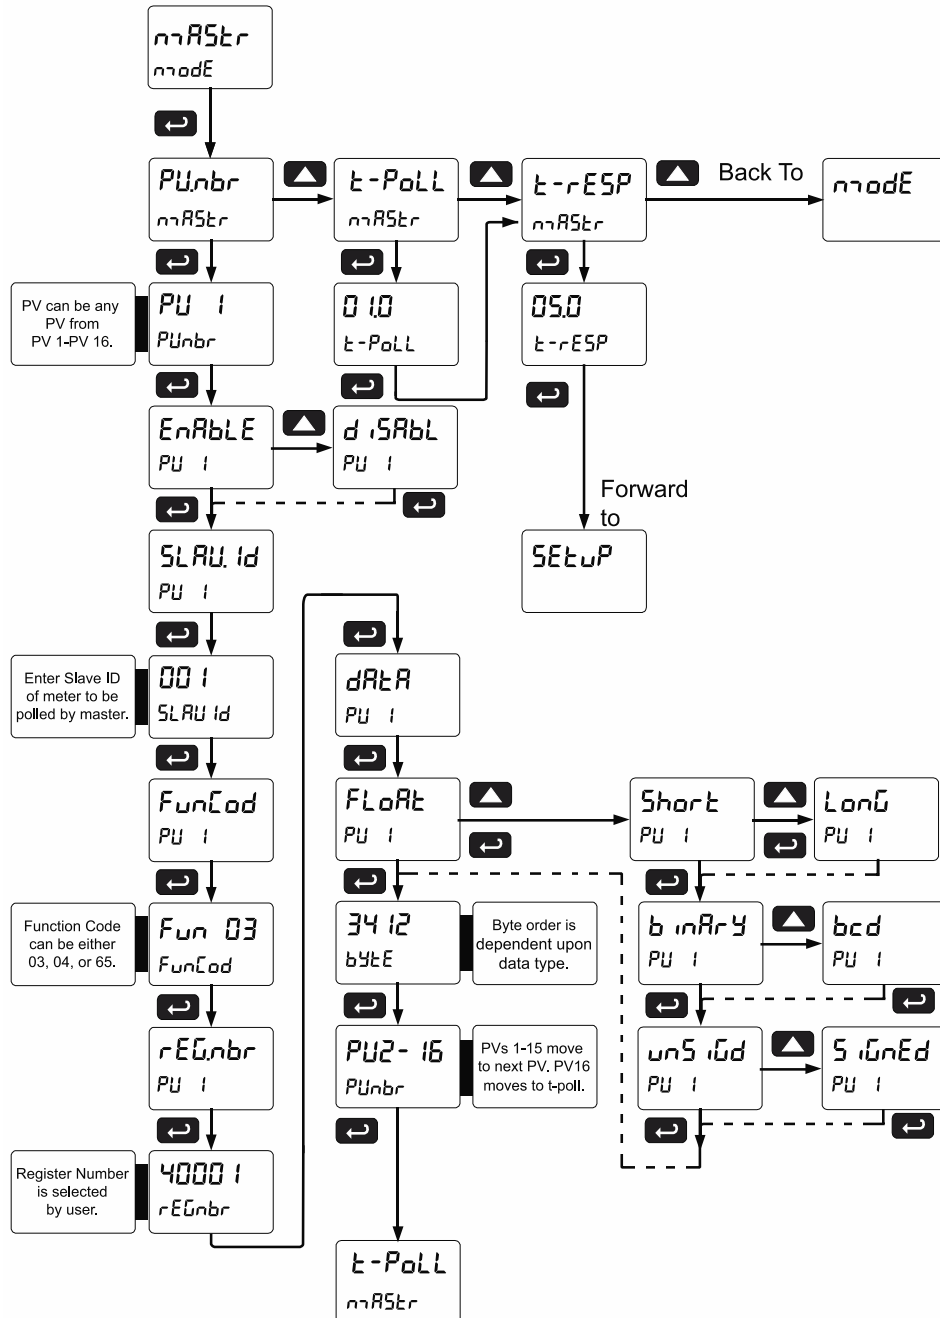 mAStr
modE
PV.nbr
mAStr
t-PoLL
mAStr
t-rESP
mAStr
Back To
modE
PV can be any
PV from
PV 1-PV 16.
PV 1
PVnbr
01.0
t-PoLL
05.0
t-rESP
EnAbLE
PV 1
diSAbL
PV 1
Forward
to
SEtuP
SLAV.Id
PV 1
Enter Slave ID
of meter to be
polled by master.
001
SLAVId
dAtA
PV 1
FunCod
PV 1
FLoAt
PV 1
Short
PV 1
LonG
PV 1
Function Code
can be either
03, 04, or 65.
Fun 03
FunCod
3412
bYtE
Byte order is
dependent upon
data type.
binArY
PV 1
bcd
PV 1
rEG.nbr
PV 1
PV2-16
PVnbr
PVs 1-15 move
to next PV. PV16
moves to t-poll.
unSiGd
PV 1
SiGnEd
PV 1
Register Number
is selected
by user.
40001
rEGnbr
t-PoLL
mAStr